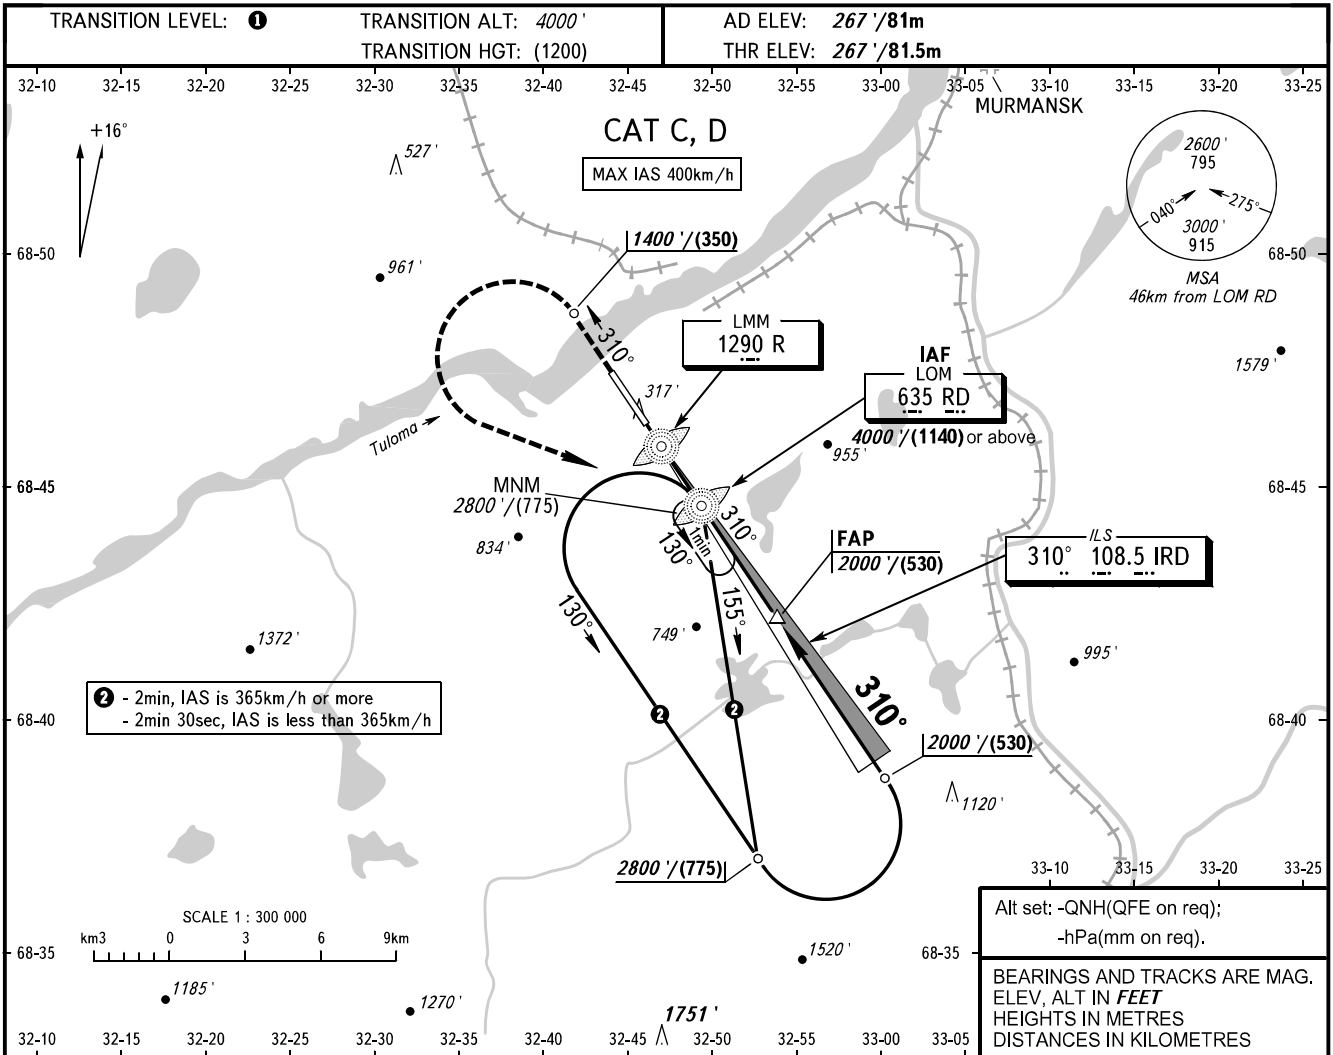 TRANSITION LEVEL: ❶
TRANSITION ALT: 4000 '
TRANSITION HGT: (1200)
AD ELEV: 267 '/81m
THR ELEV: 267 '/81.5m
32-10 32-15 32-20 32-30 32-35 32-40 32-45 32-50 32-55 33-00 33-05 33-10 33-15 33-20 33-25
MURMANSK
+16°
CAT C, D
MAX IAS 400km/h
527 '
2600 '
795
040°
275°
3000 '
915
MSA
46km from LOM RD
1400 '/(350)
68-50
68-50
961 '
310°
LMM
1290 R
IAF
LOM
635 RD
4000 '/(1140) or above
1579 '
317 '
Tuloma
955 '
68-45
68-45
MNM
2800 '/(775)
834 '
1min
130°
310°
FAP
2000 '/(530)
ILS
310° 108.5 IRD
130°
155°
749 '
1372 '
995 '
❷ - 2min, IAS is 365km/h or more
- 2min 30sec, IAS is less than 365km/h
310°
❷
❷
68-40
68-40
2000 '/(530)
1120 '
2800 '/(775)
33-10 33-15 33-20 33-25
SCALE 1 : 300 000
km3 0 3 6 9km
Alt set: -QNH(QFE on req);
-hPa(mm on req).
68-35
68-35
1520 '
1185 '
1270 '
1751 '
BEARINGS AND TRACKS ARE MAG.
ELEV, ALT IN FEET
HEIGHTS IN METRES
DISTANCES IN KILOMETRES
32-10 32-15 32-20 32-30 32-35 32-40 32-45 32-50 32-55 33-05